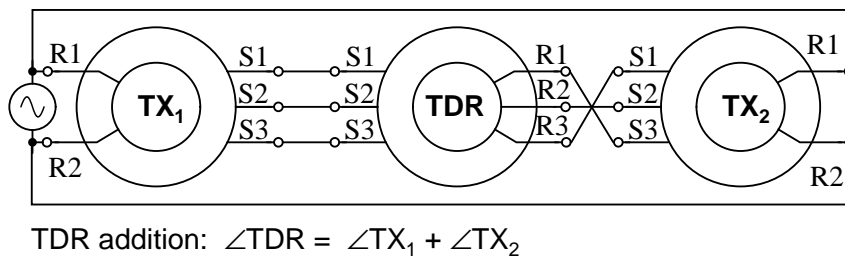 R1 S1 S1 R1 S1 R1
TX₁ S2 S2 TDR R2 S2 TX₂
R2 S3 S3 R3 S3 R2
TDR addition: ∠TDR = ∠TX₁ + ∠TX₂